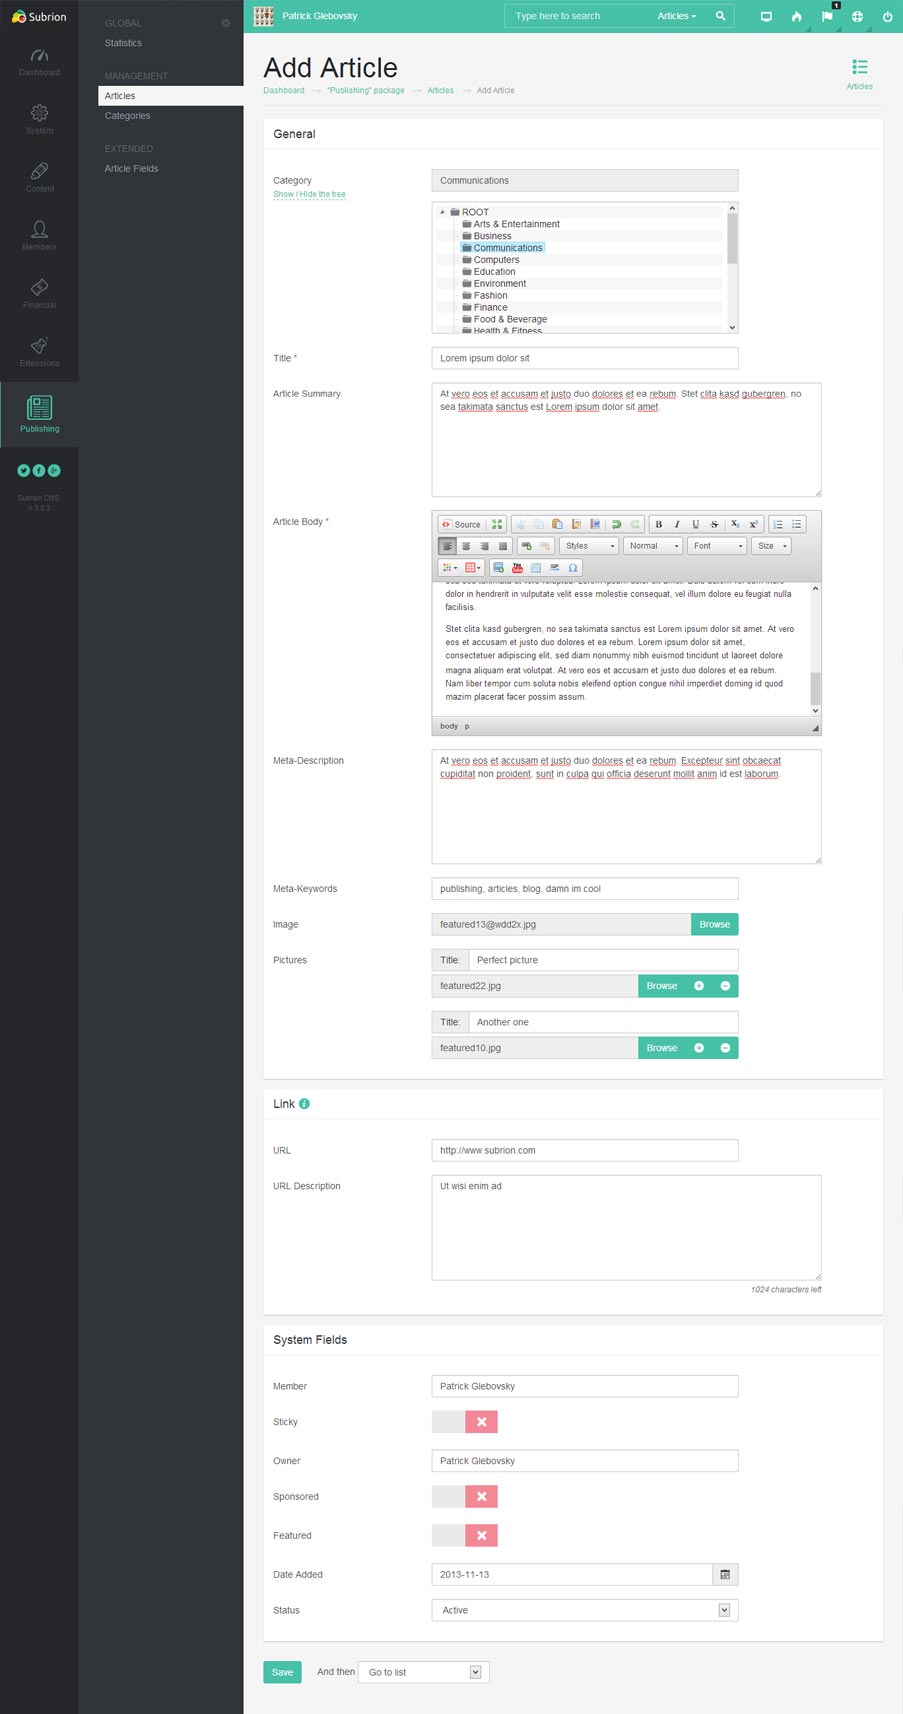 Subrion
Dashboard
System
Content
Members
Financial
Extensions
Publishing
Subrion CMS
v 3.0.3
GLOBAL
Statistics
MANAGEMENT
Articles
Categories
EXTENDED
Article Fields
Patrick Glebovsky
Type here to search
Articles
1
Add Article
Dashboard → "Publishing" package → Articles → Add Article
Articles
General
Category
Show / Hide the tree
Communications
ROOT
Arts & Entertainment
Business
Communications
Computers
Education
Environment
Fashion
Finance
Food & Beverage
Health & Fitness
Title *
Lorem ipsum dolor sit
Article Summary
At vero eos et accusam et justo duo dolores et ea rebum. Stet clita kasd gubergren, no
sea takimata sanctus est Lorem ipsum dolor sit amet.
Article Body *
Source
B I U S x₂ x²
Styles Normal Font Size
You Tube
dolor in hendrerit in vulputate velit esse molestie consequat, vel illum dolore eu feugiat nulla
facilisis.
Stet clita kasd gubergren, no sea takimata sanctus est Lorem ipsum dolor sit amet. At vero
eos et accusam et justo duo dolores et ea rebum. Lorem ipsum dolor sit amet,
consectetuer adipiscing elit, sed diam nonummy nibh euismod tincidunt ut laoreet dolore
magna aliquam erat volutpat. At vero eos et accusam et justo duo dolores et ea rebum.
Nam liber tempor cum soluta nobis eleifend option congue nihil imperdiet doming id quod
mazim placerat facer possim assum.
body p
Meta-Description
At vero eos et accusam et justo duo dolores et ea rebum. Excepteur sint obcaecat
cupiditat non proident, sunt in culpa qui officia deserunt mollit anim id est laborum.
Meta-Keywords
publishing, articles, blog, damn im cool
Image
featured13@wdd2x.jpg
Browse
Pictures
Title: Perfect picture
featured22.jpg
Browse
Title: Another one
featured10.jpg
Browse
Link
URL
http://www.subrion.com
URL Description
Ut wisi enim ad
1024 characters left
System Fields
Member
Patrick Glebovsky
Sticky
Owner
Patrick Glebovsky
Sponsored
Featured
Date Added
2013-11-13
Status
Active
Save And then Go to list